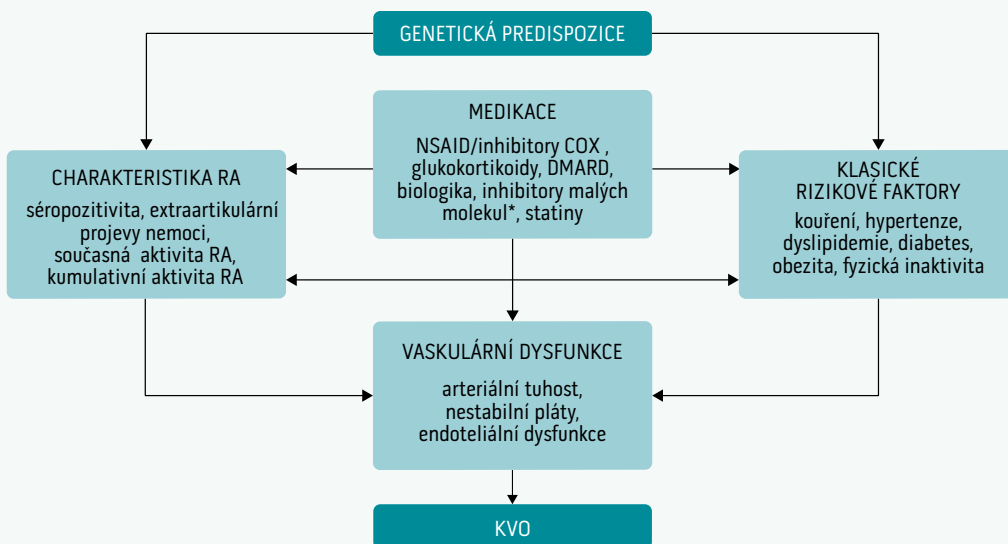 GENETICKÁ PREDISPOZICE
MEDIKACE
NSAID/inhibitory COX ,
glukokortikoidy, DMARD,
biologika, inhibitory malých
molekul*, statiny
CHARAKTERISTIKA RA
séropozitivita, extraartikulární
projevy nemoci,
současná aktivita RA,
kumulativní aktivita RA
KLASICKÉ
RIZIKOVÉ FAKTORY
kouření, hypertenze,
dyslipidemie, diabetes,
obezita, fyzická inaktivita
VASKULÁRNÍ DYSFUNKCE
arteriální tuhost,
nestabilní pláty,
endoteliální dysfunkce
KVO